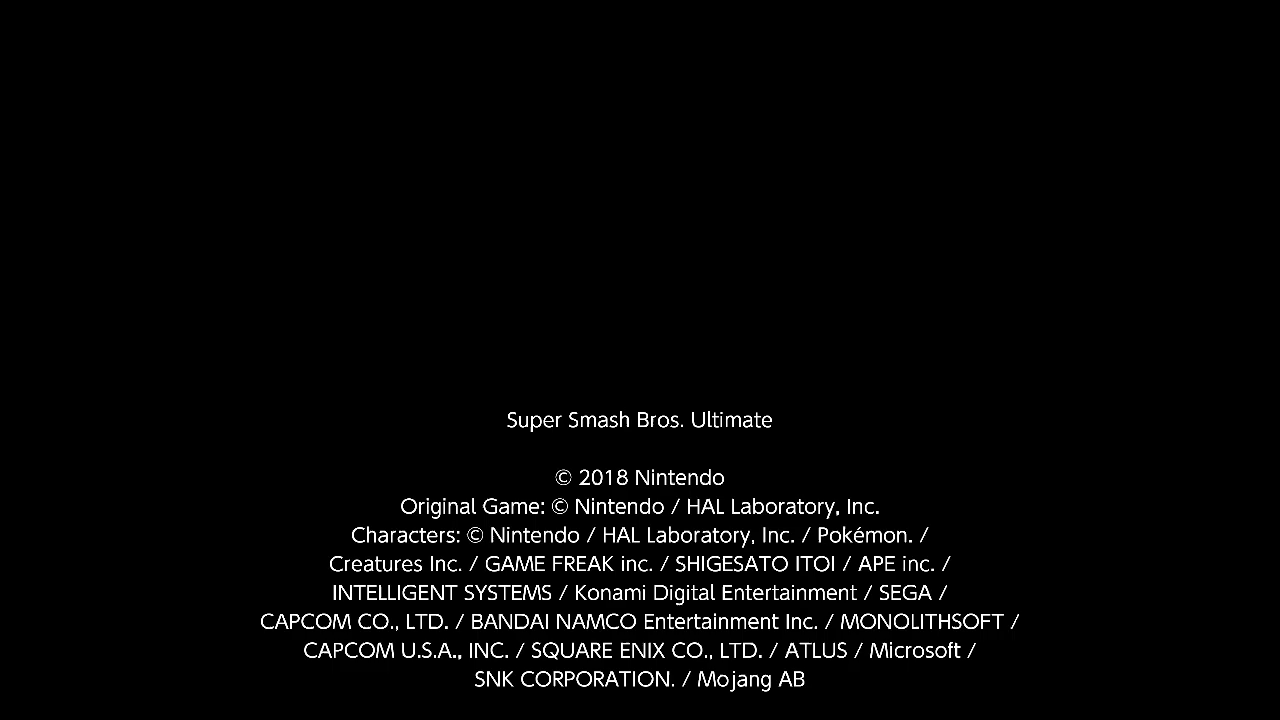 Super Smash Bros. Ultimate
© 2018 Nintendo
Original Game: © Nintendo / HAL Laboratory, Inc.
Characters: © Nintendo / HAL Laboratory, Inc. / Pokémon. /
Creatures Inc. / GAME FREAK inc. / SHIGESATO ITOI / APE inc. /
INTELLIGENT SYSTEMS / Konami Digital Entertainment / SEGA /
CAPCOM CO., LTD. / BANDAI NAMCO Entertainment Inc. / MONOLITHSOFT /
CAPCOM U.S.A., INC. / SQUARE ENIX CO., LTD. / ATLUS / Microsoft /
SNK CORPORATION. / Mojang AB